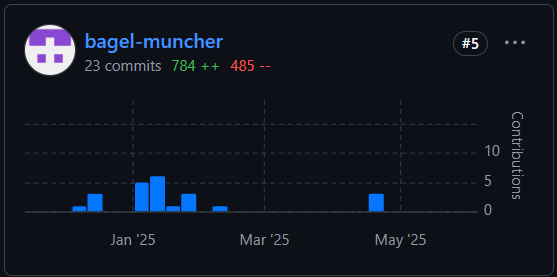 bagel-muncher
#5
23 commits 784 ++ 485 --
10
5
0
Contributions
Jan '25 Mar '25 May '25